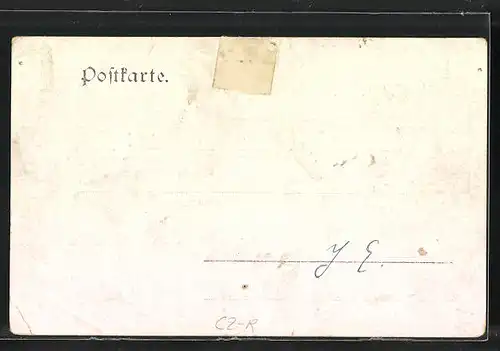 Postkarte.
Y E.
CZ-R